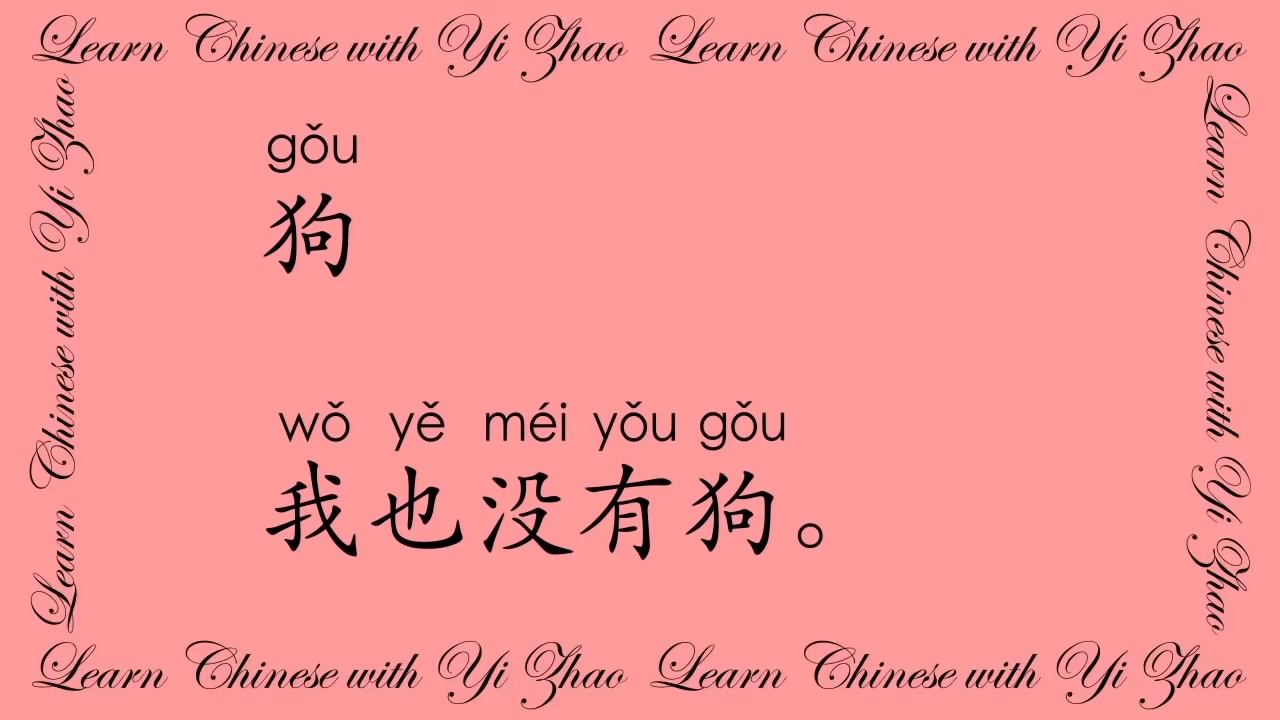 Learn Chinese with Yi Zhao Learn Chinese with Yi Zhao
Learn Chinese with Yi Zhao
Learn Chinese with Yi Zhao
gǒu
狗
wǒ yě méi yǒu gǒu
我也没有狗。
Learn Chinese with Yi Zhao Learn Chinese with Yi Zhao